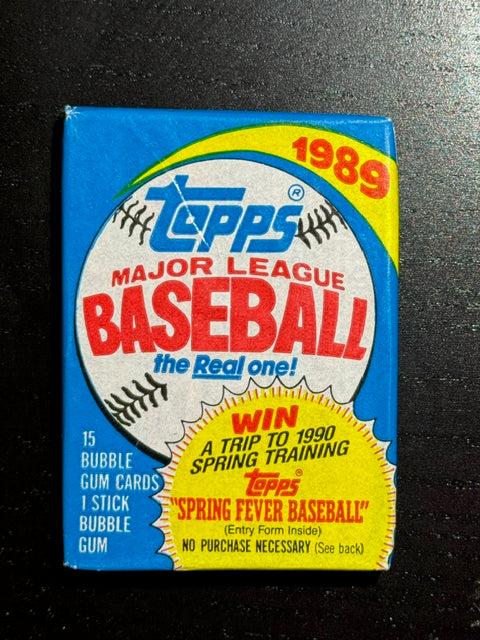 1989
Topps®
MAJOR LEAGUE
BASEBALL
the Real one!
15
BUBBLE
GUM CARDS
1 STICK
BUBBLE
GUM
WIN
A TRIP TO 1990
SPRING TRAINING
Topps®
"SPRING FEVER BASEBALL"
(Entry Form Inside)
NO PURCHASE NECESSARY (See back)